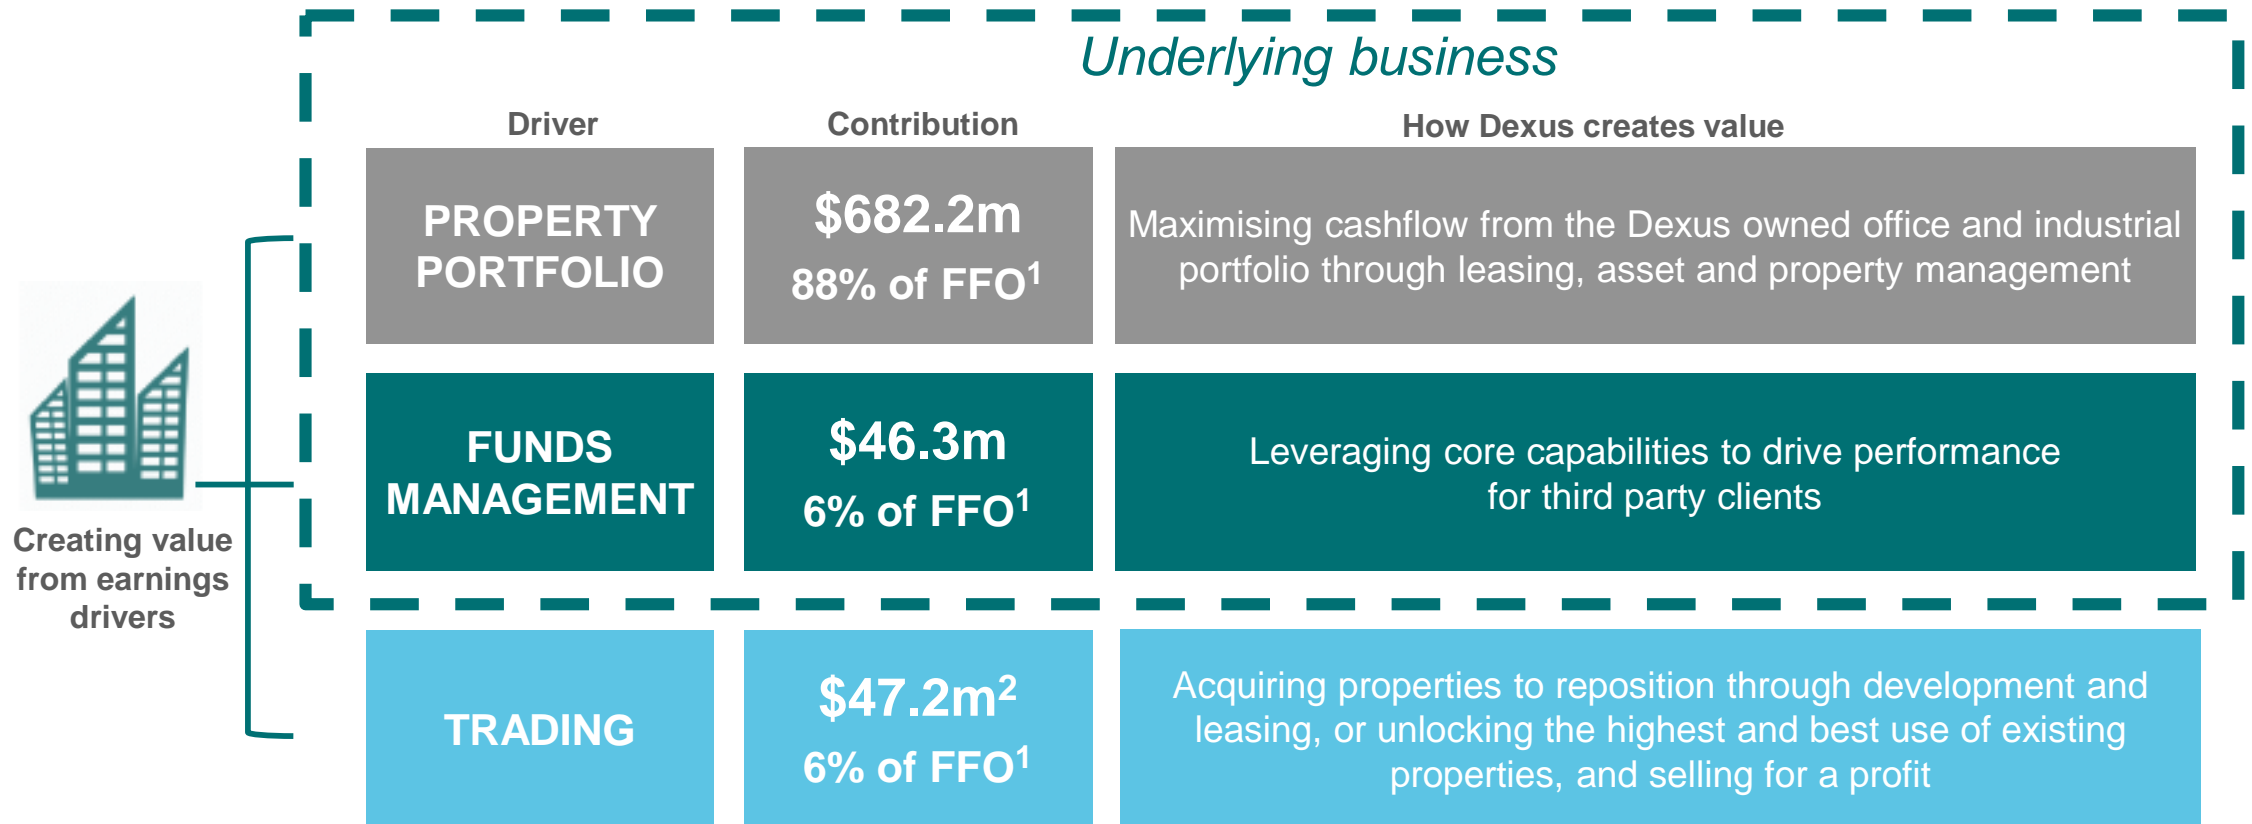 Underlying business
Driver
Contribution
How Dexus creates value
PROPERTY
PORTFOLIO
$682.2m
88% of FFO1
Maximising cashflow from the Dexus owned office and industrial
portfolio through leasing, asset and property management
FUNDS
MANAGEMENT
$46.3m
6% of FFO1
Leveraging core capabilities to drive performance
for third party clients
Creating value
from earnings
drivers
TRADING
$47.2m2
6% of FFO1
Acquiring properties to reposition through development and
leasing, or unlocking the highest and best use of existing
properties, and selling for a profit